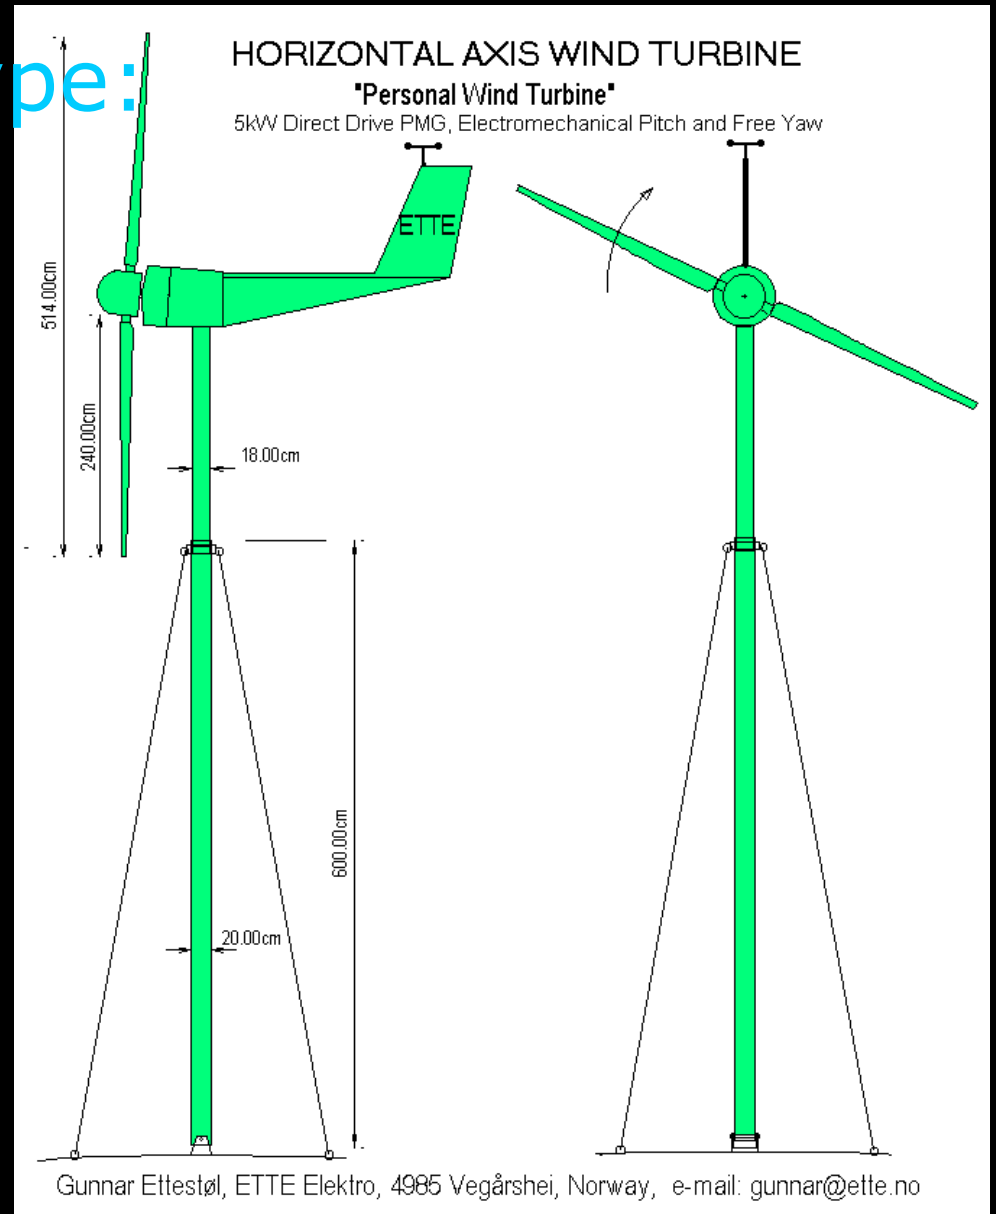 HORIZONTAL AXIS WIND TURBINE
ype:
"Personal Wind Turbine"
5kW Direct Drive PMG, Electromechanical Pitch and Free Yaw
ETTE
514.00cm
240.00cm
18.00cm
600.00cm
20.00cm
Gunnar Ettestøl, ETTE Elektro, 4985 Vegårshei, Norway, e-mail: gunnar@ette.no